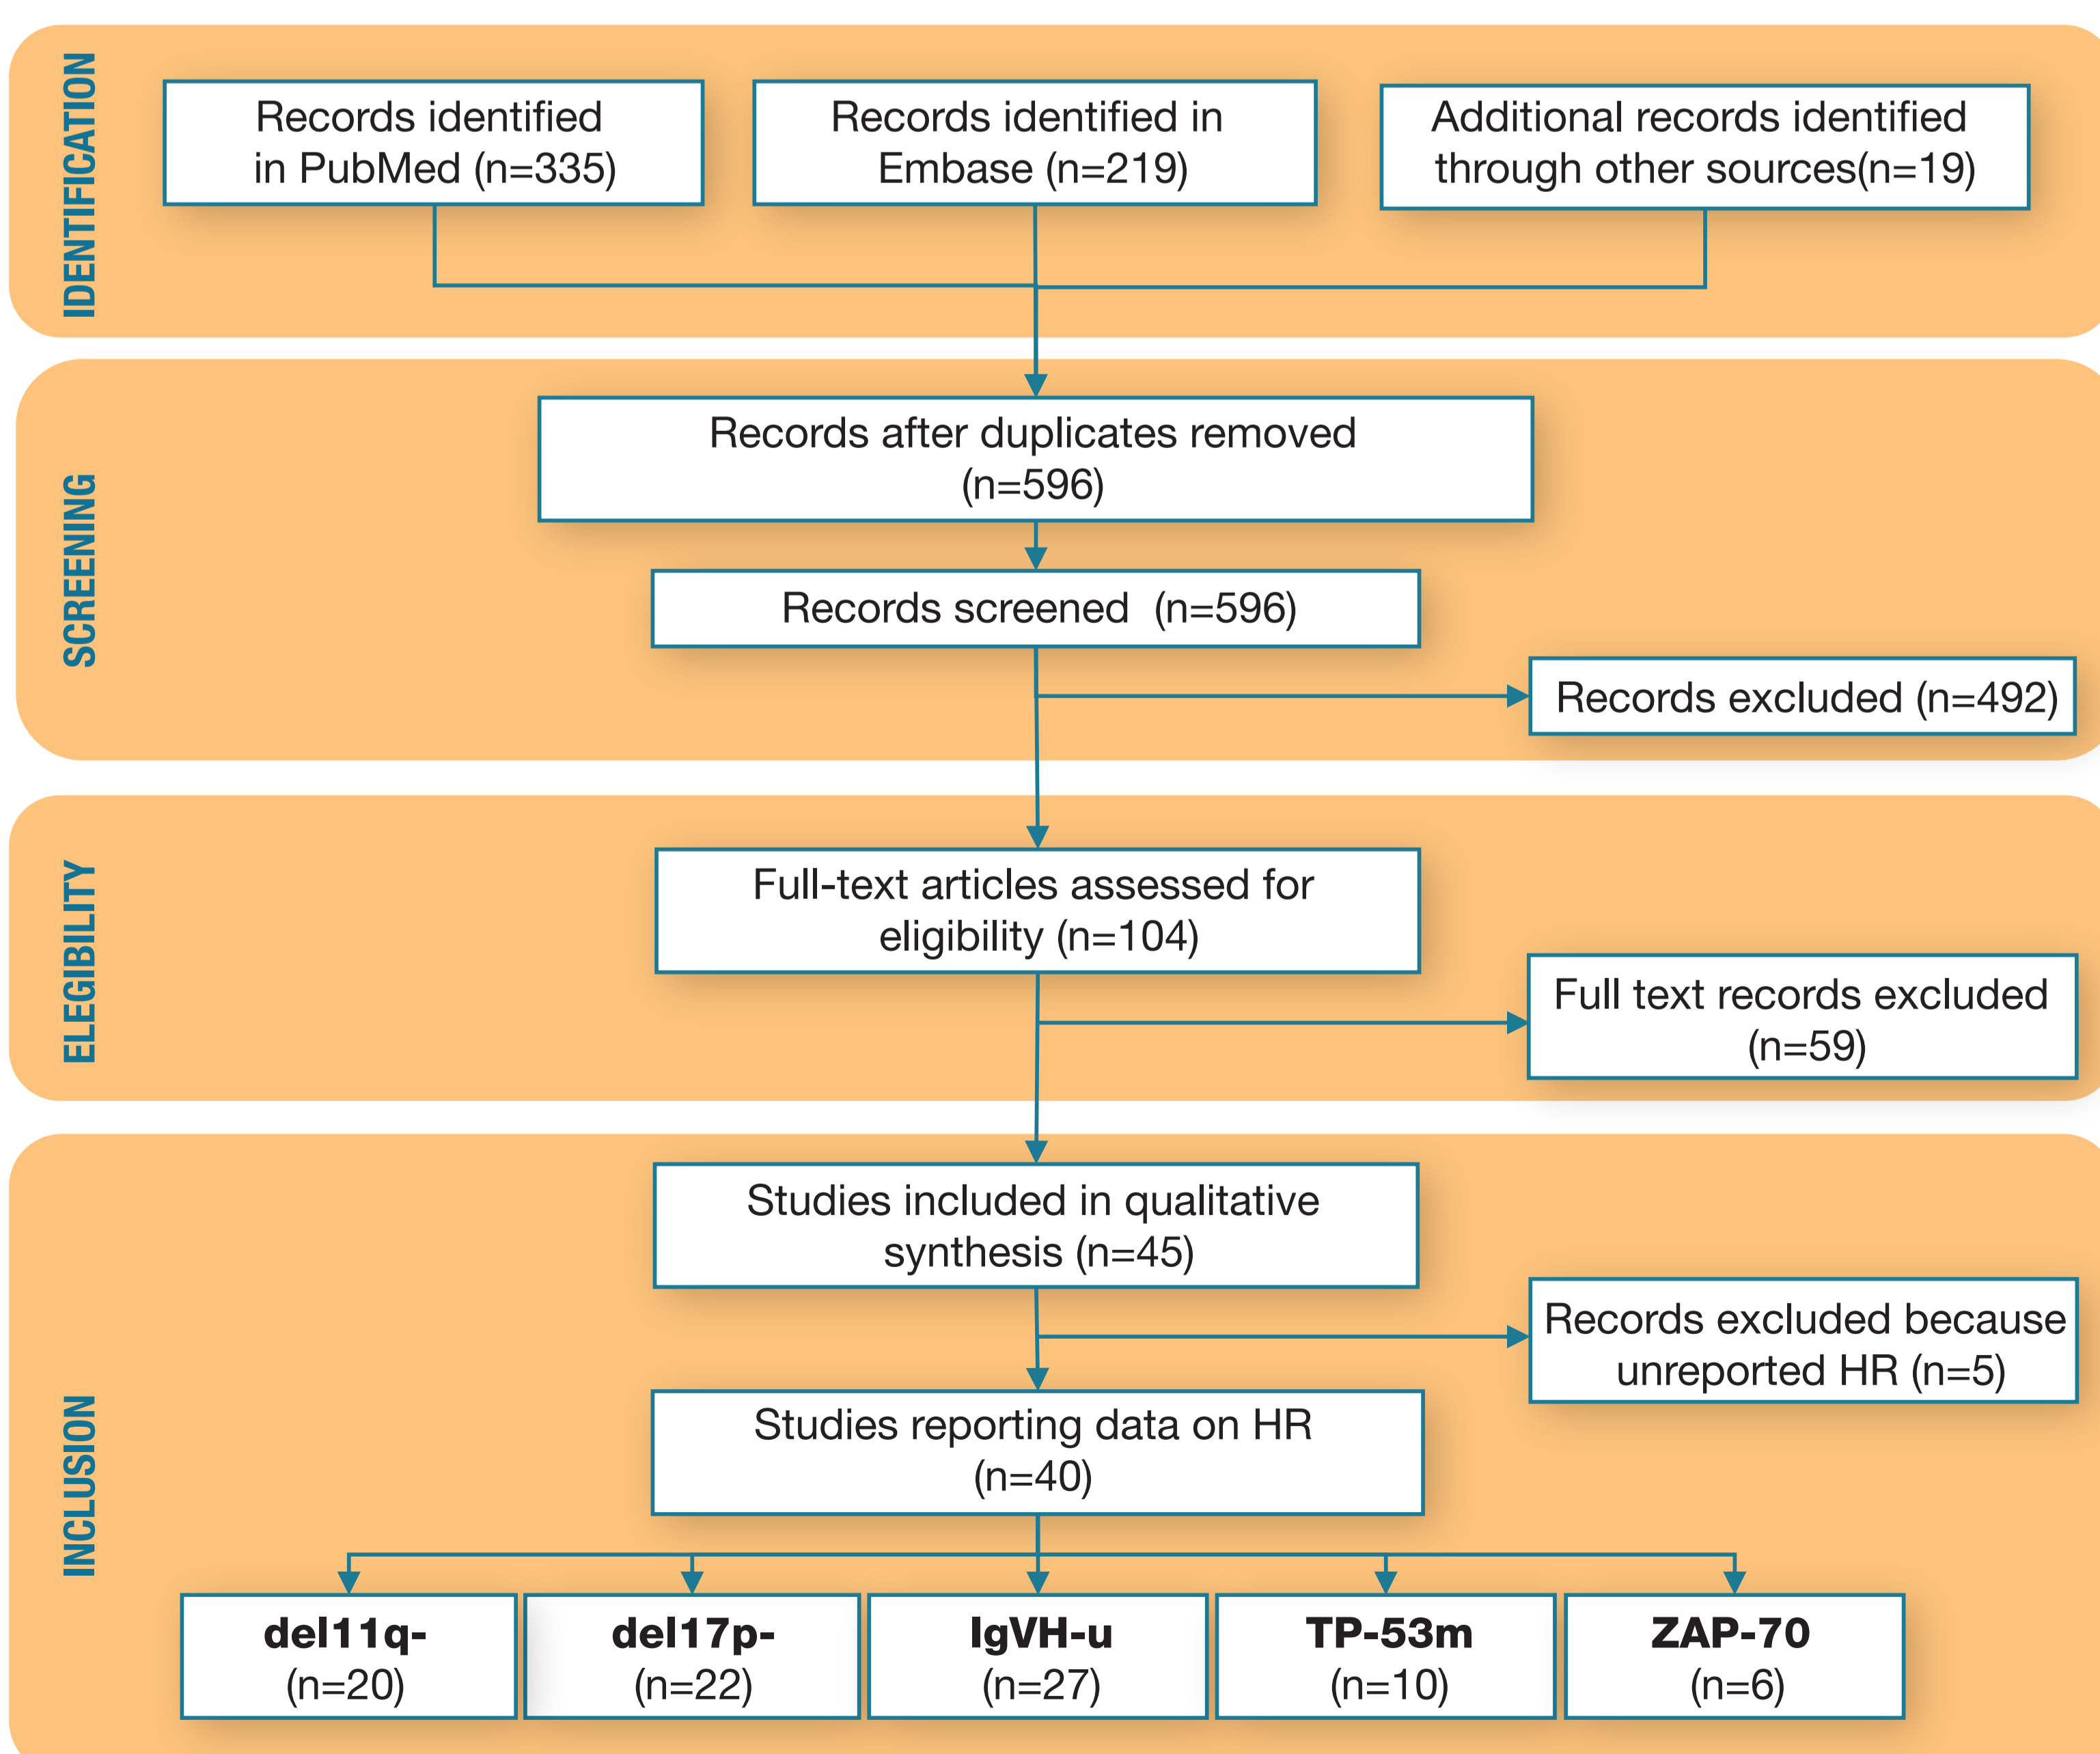 IDENTIFICATION
Records identified
in PubMed (n=335)
Records identified in
Embase (n=219)
Additional records identified
through other sources(n=19)
SCREENING
Records after duplicates removed
(n=596)
Records screened (n=596)
Records excluded (n=492)
ELEGIBILITY
Full-text articles assessed for
eligibility (n=104)
Full text records excluded
(n=59)
INCLUSION
Studies included in qualitative
synthesis (n=45)
Records excluded because
unreported HR (n=5)
Studies reporting data on HR
(n=40)
del11q-
(n=20)
del17p-
(n=22)
IgVH-u
(n=27)
TP-53m
(n=10)
ZAP-70
(n=6)